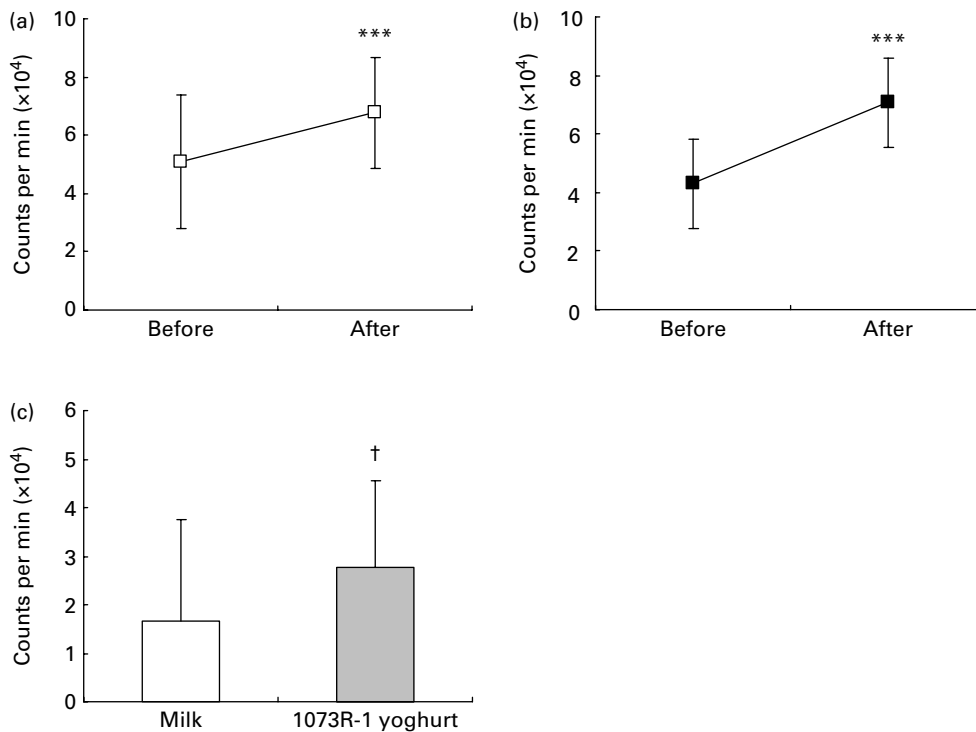 (a)
Counts per min (×10⁴)
10
8
6
4
2
0
***
Before
After
(b)
Counts per min (×10⁴)
10
8
6
4
2
0
***
Before
After
(c)
Counts per min (×10⁴)
6
5
4
3
2
1
0
†
Milk
1073R-1 yoghurt